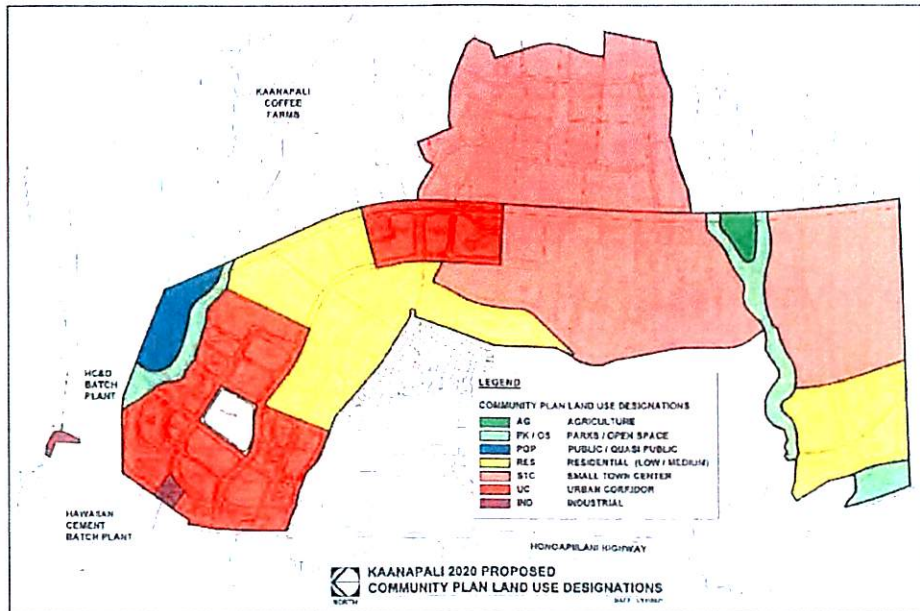 KAANAPALI
COFFEE
FARMS
HC&D
BATCH
PLANT
HAWAIIAN
CEMENT
BATCH PLANT
LEGEND
COMMUNITY PLAN LAND USE DESIGNATIONS
AG AGRICULTURE
PK / OS PARKS / OPEN SPACE
PQP PUBLIC / QUASI PUBLIC
RES RESIDENTIAL (LOW / MEDIUM)
STC SMALL TOWN CENTER
UC URBAN CORRIDOR
IND INDUSTRIAL
HONOAPIILANI HIGHWAY
KAANAPALI 2020 PROPOSED
COMMUNITY PLAN LAND USE DESIGNATIONS
NORTH